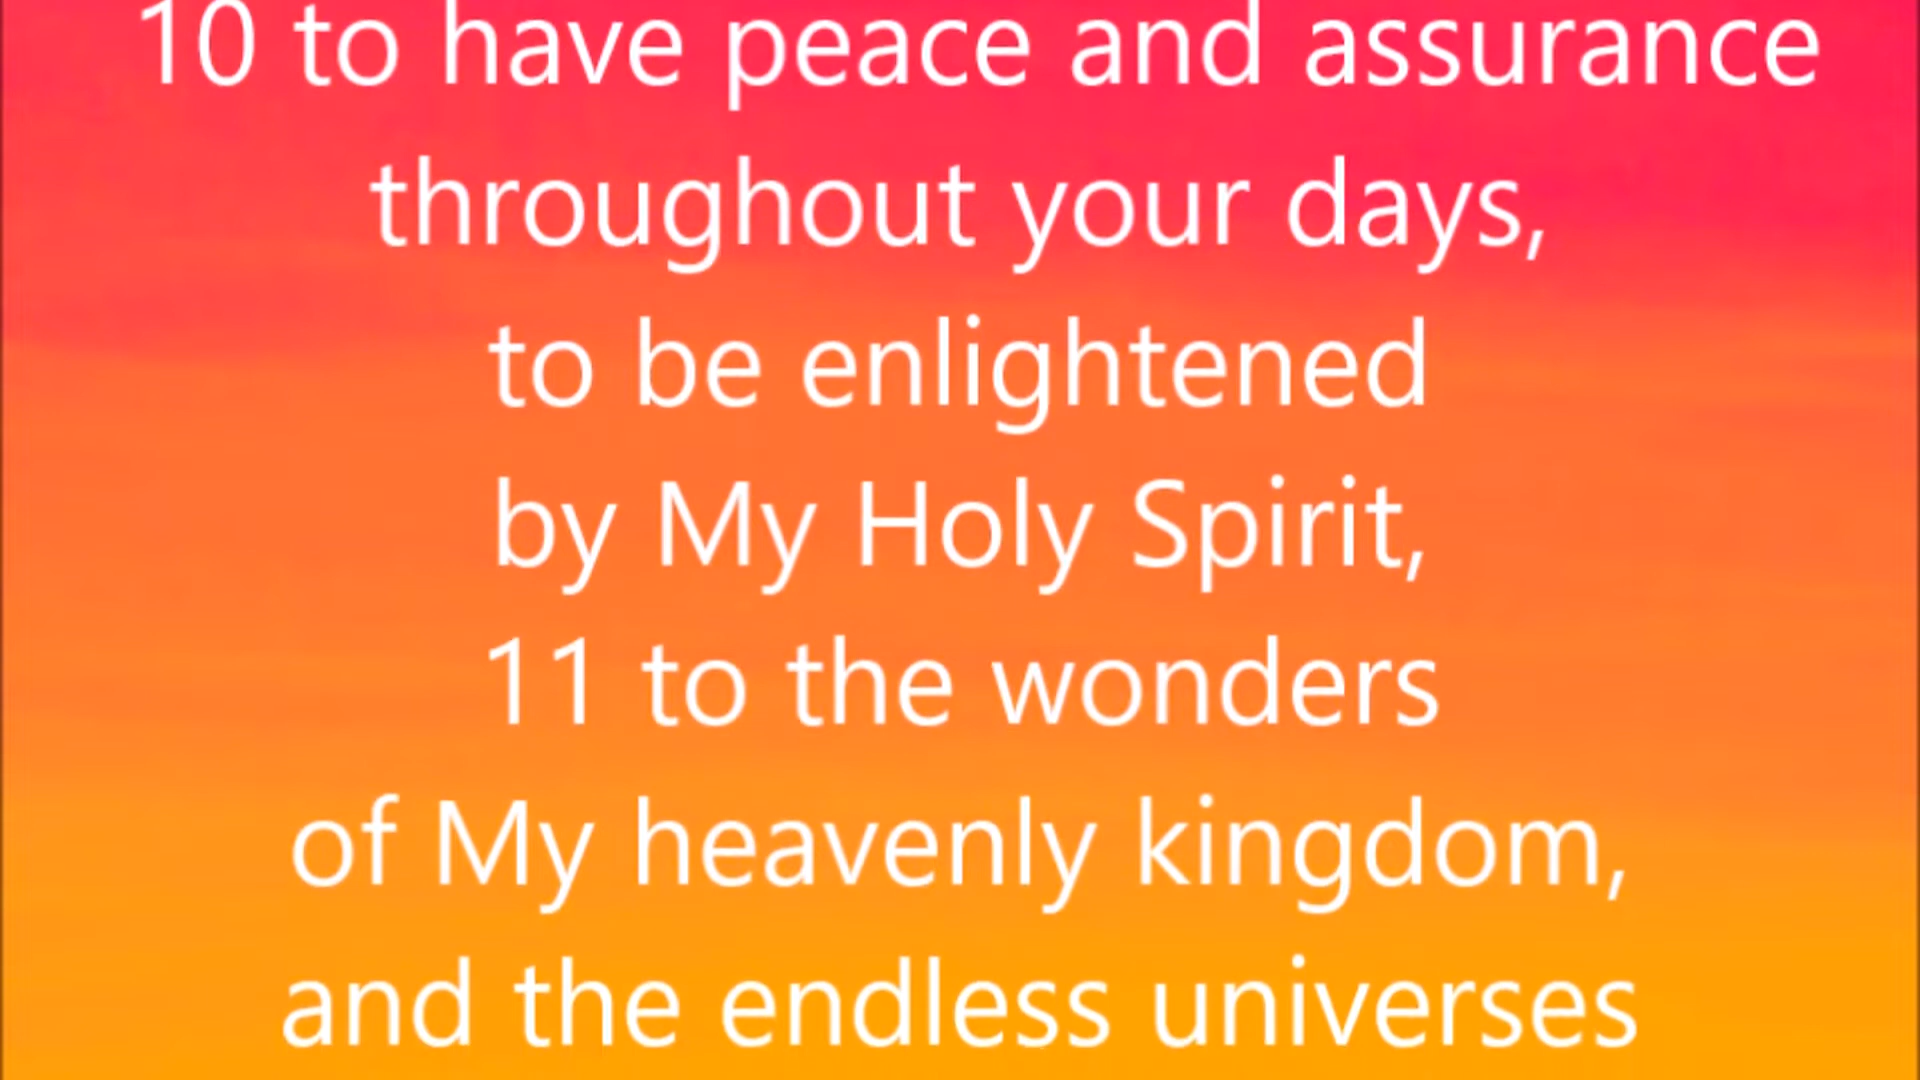 10 to have peace and assurance
throughout your days,
to be enlightened
by My Holy Spirit,
11 to the wonders
of My heavenly kingdom,
and the endless universes